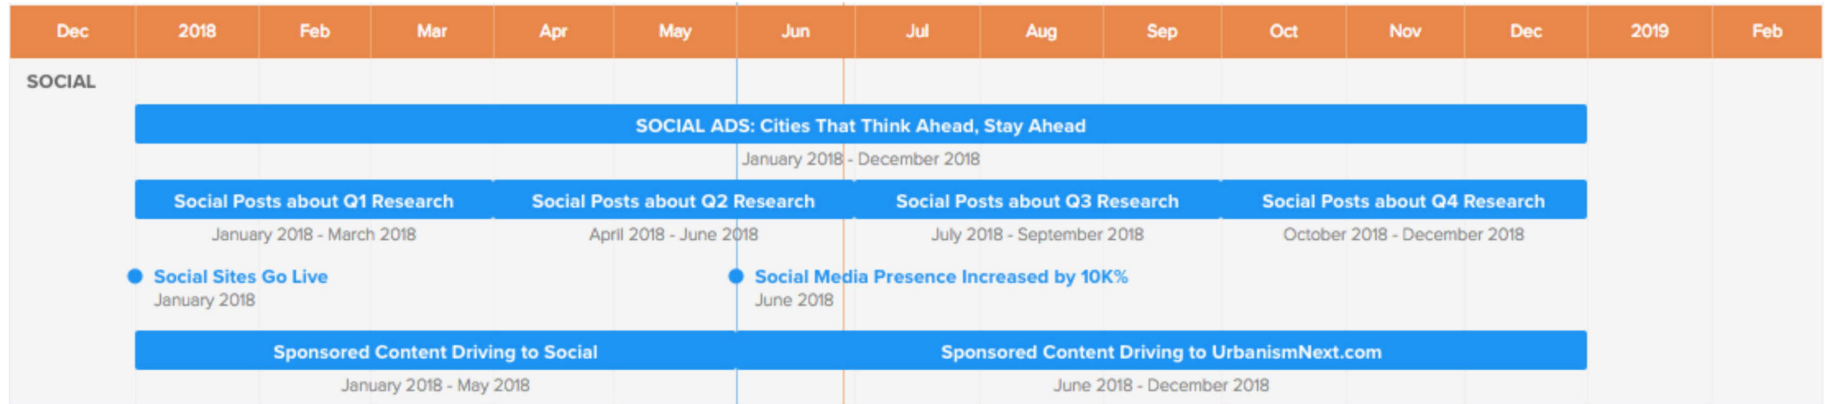 Dec 2018 Feb Mar Apr May Jun Jul Aug Sep Oct Nov Dec 2019 Feb
SOCIAL
SOCIAL ADS: Cities That Think Ahead, Stay Ahead
January 2018 - December 2018
Social Posts about Q1 Research Social Posts about Q2 Research Social Posts about Q3 Research Social Posts about Q4 Research
January 2018 - March 2018 April 2018 - June 2018 July 2018 - September 2018 October 2018 - December 2018
Social Sites Go Live Social Media Presence Increased by 10K%
January 2018 June 2018
Sponsored Content Driving to Social Sponsored Content Driving to UrbanismNext.com
January 2018 - May 2018 June 2018 - December 2018